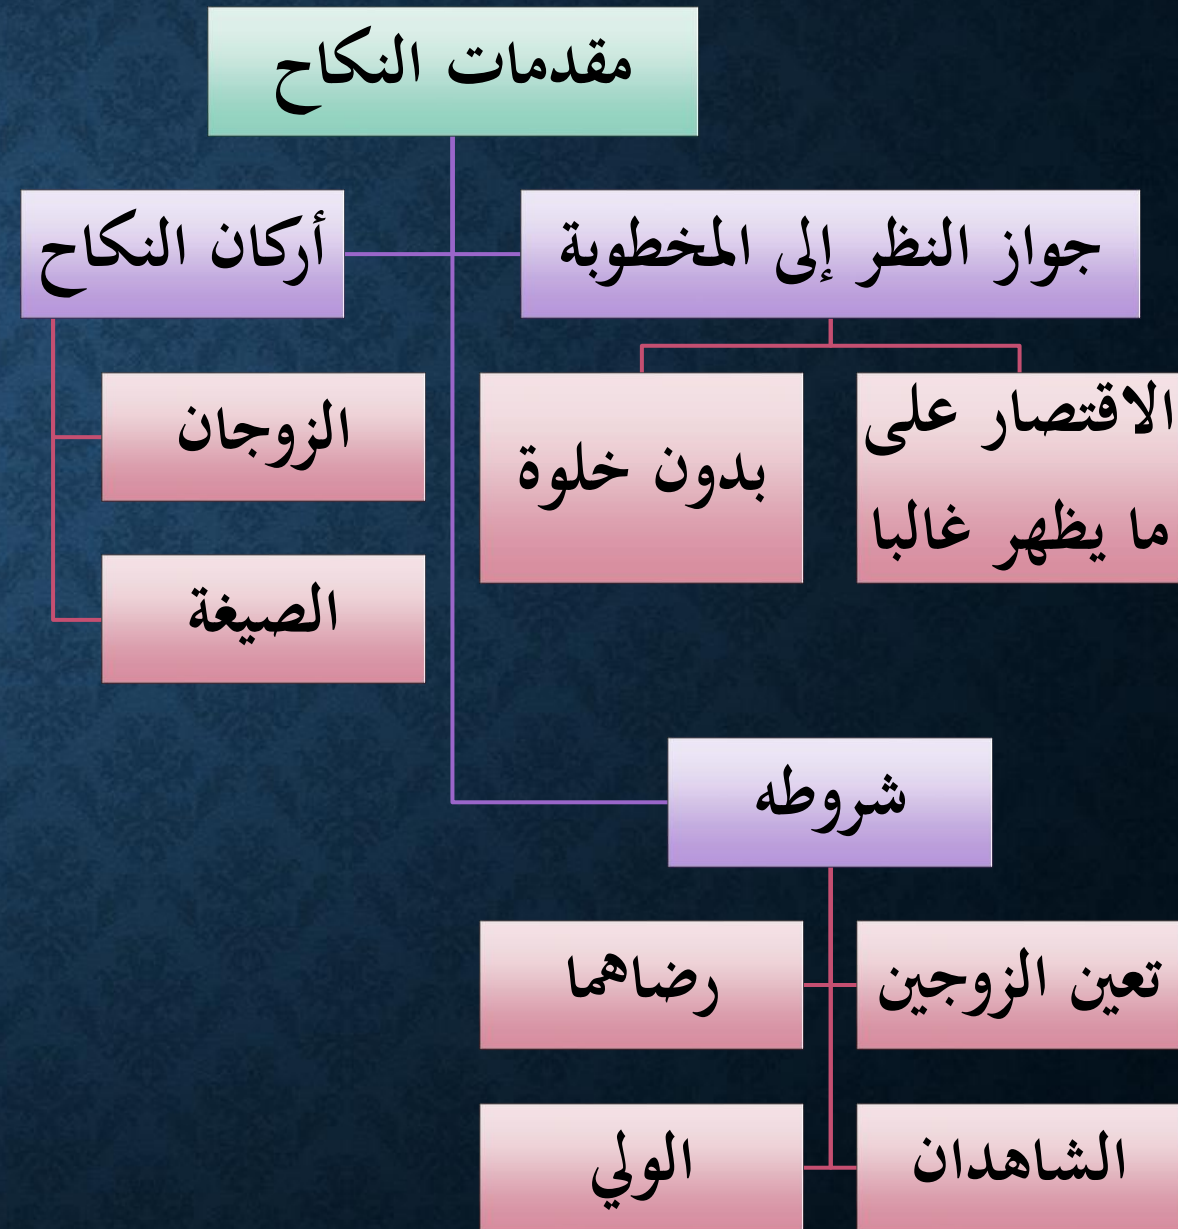 مقدمات النكاح
جواز النظر إلى المخطوبة
أركان النكاح
الاقتصار على
ما يظهر غالبا
بدون خلوة
الزوجان
الصيغة
شروطه
تعين الزوجين
رضاهما
الشاهدان
الولي